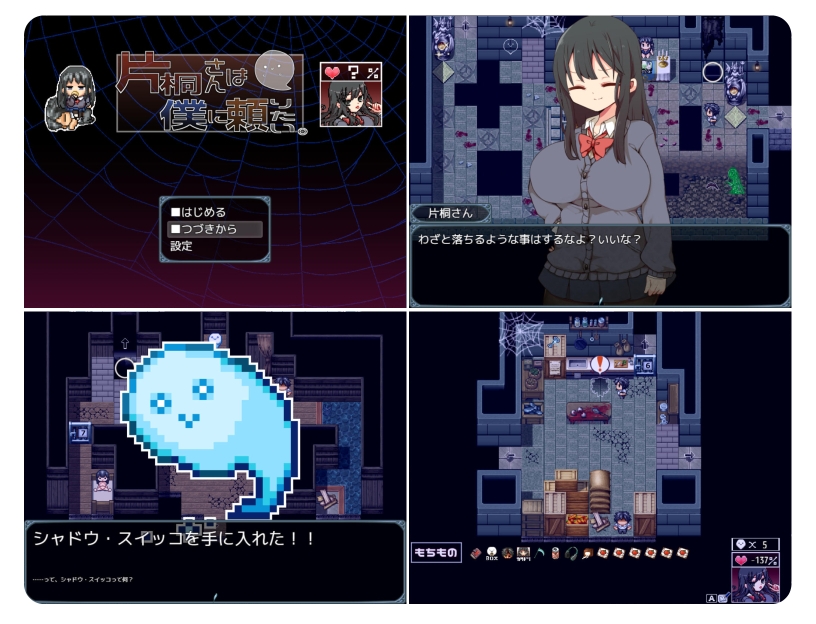 片桐さんは
僕に頼りたい。
?%
■はじめる
■つづきから
設定
片桐さん
わざと落ちるような事はするなよ？いいな？
7
シャドウ・スイッコを手に入れた！！
……って、シャドウ・スイッコって何？
6
もちもの
BOX
× 5
-137%
A